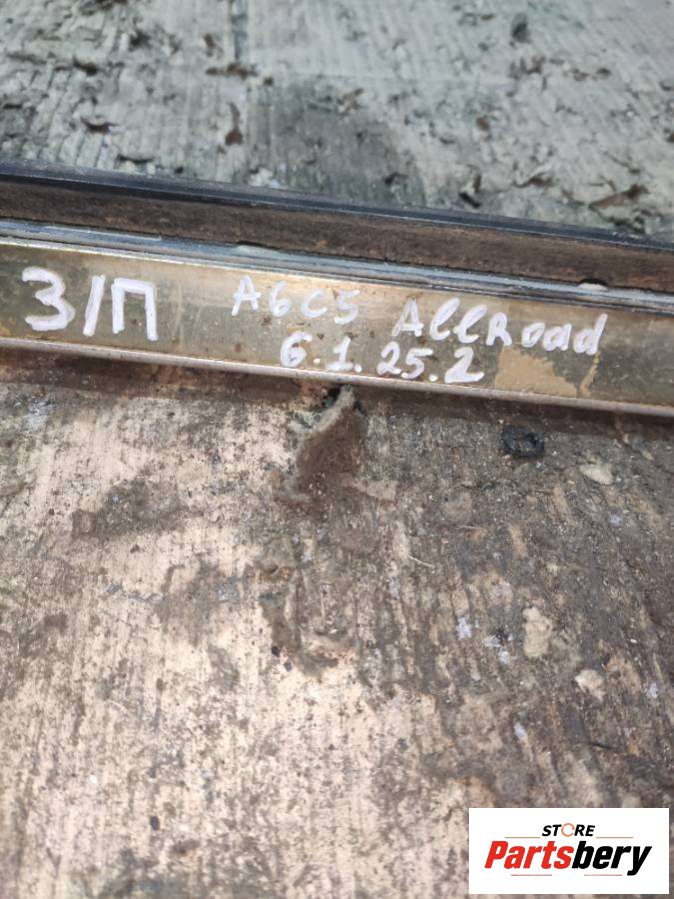 З/П A6C5 AllRoad
6.1.25.2
STORE
Partsbery